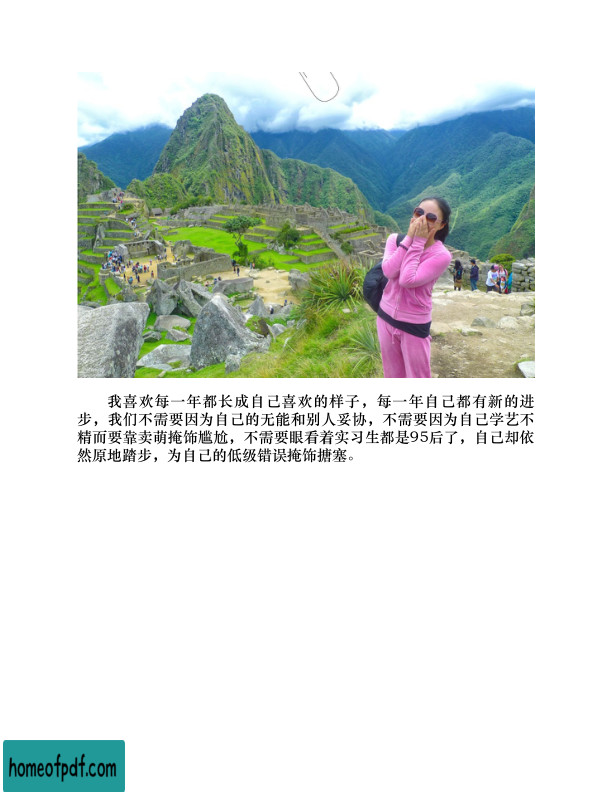 我喜欢每一年都长成自己喜欢的样子，每一年自己都有新的进
步，我们不需要因为自己的无能和别人妥协，不需要因为自己学艺不
精而要靠卖萌掩饰尴尬，不需要眼看着实习生都是95后了，自己却依
然原地踏步，为自己的低级错误掩饰搪塞。
homeofpdf.com